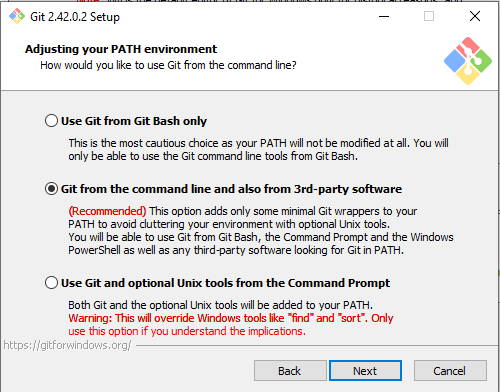 Git 2.42.0.2 Setup
Adjusting your PATH environment
How would you like to use Git from the command line?
Use Git from Git Bash only
This is the most cautious choice as your PATH will not be modified at all. You will
only be able to use the Git command line tools from Git Bash.
Git from the command line and also from 3rd-party software
(Recommended) This option adds only some minimal Git wrappers to your
PATH to avoid cluttering your environment with optional Unix tools.
You will be able to use Git from Git Bash, the Command Prompt and the Windows
PowerShell as well as any third-party software looking for Git in PATH.
Use Git and optional Unix tools from the Command Prompt
Both Git and the optional Unix tools will be added to your PATH.
Warning: This will override Windows tools like "find" and "sort". Only
use this option if you understand the implications.
https://gitforwindows.org/
Back
Next
Cancel